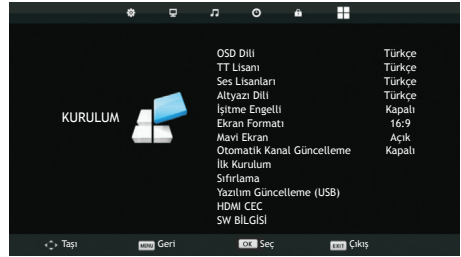 KURULUM
OSD Dili Türkçe
TT Lisanı Türkçe
Ses Lisanları Türkçe
Altyazı Dili Türkçe
İşitme Engelli Kapalı
Ekran Formatı 16:9
Mavi Ekran Açık
Otomatik Kanal Güncelleme Kapalı
İlk Kurulum
Sıfırlama
Yazılım Güncelleme (USB)
HDMI CEC
SW BİLGİSİ
Taşı MENU Geri OK Seç EXIT Çıkış